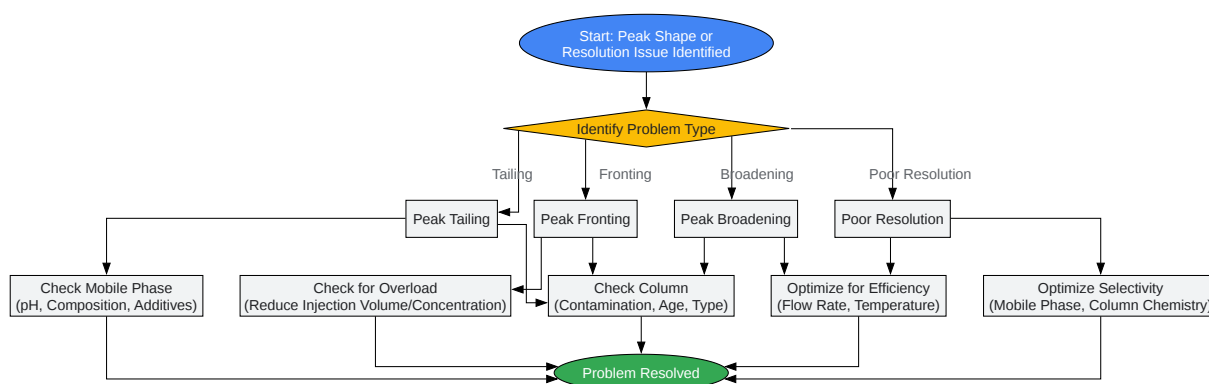 Start: Peak Shape or
Resolution Issue Identified
Identify Problem Type
Tailing
Fronting
Broadening
Poor Resolution
Peak Tailing
Peak Fronting
Peak Broadening
Poor Resolution
Check Mobile Phase
(pH, Composition, Additives)
Check for Overload
(Reduce Injection Volume/Concentration)
Check Column
(Contamination, Age, Type)
Optimize for Efficiency
(Flow Rate, Temperature)
Optimize Selectivity
(Mobile Phase, Column Chemistry)
Problem Resolved